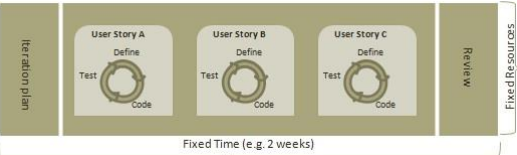 Iteration plan
User Story A
Define
Test
Code
User Story B
Define
Test
Code
User Story C
Define
Test
Code
Review
Fixed Resources
Fixed Time (e.g. 2 weeks)